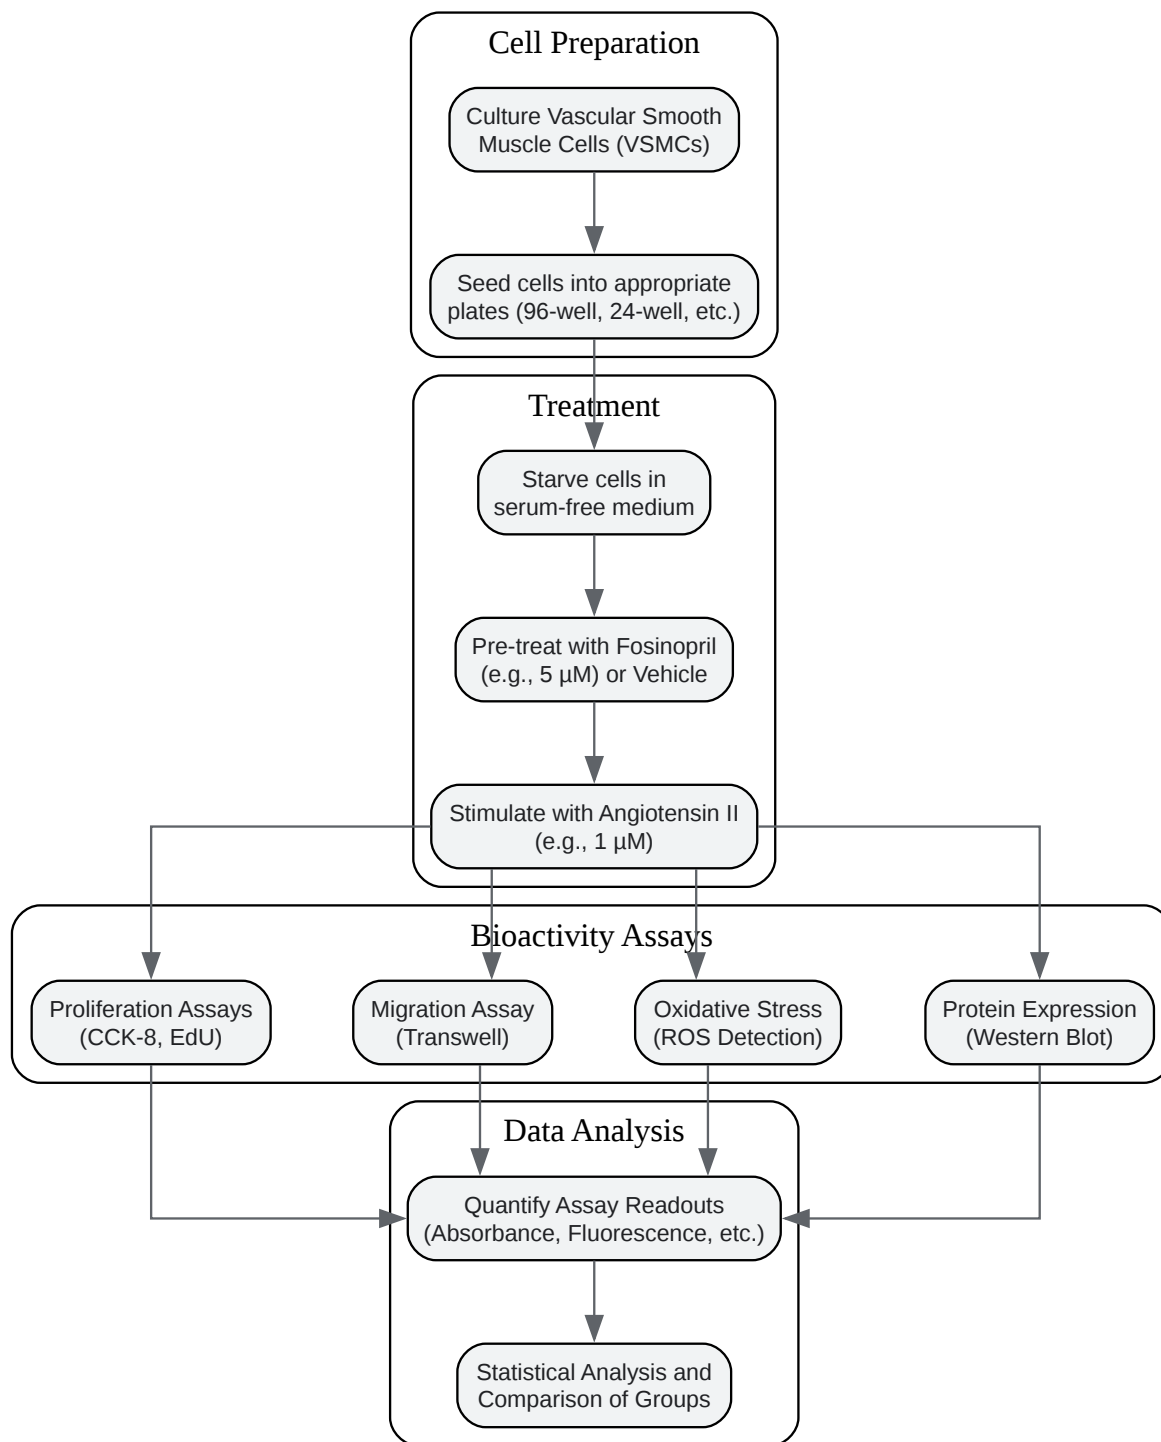 Cell Preparation
Culture Vascular Smooth
Muscle Cells (VSMCs)
Seed cells into appropriate
plates (96-well, 24-well, etc.)
Treatment
Starve cells in
serum-free medium
Pre-treat with Fosinopril
(e.g., 5 µM) or Vehicle
Stimulate with Angiotensin II
(e.g., 1 µM)
Bioactivity Assays
Proliferation Assays
(CCK-8, EdU)
Migration Assay
(Transwell)
Oxidative Stress
(ROS Detection)
Protein Expression
(Western Blot)
Data Analysis
Quantify Assay Readouts
(Absorbance, Fluorescence, etc.)
Statistical Analysis and
Comparison of Groups